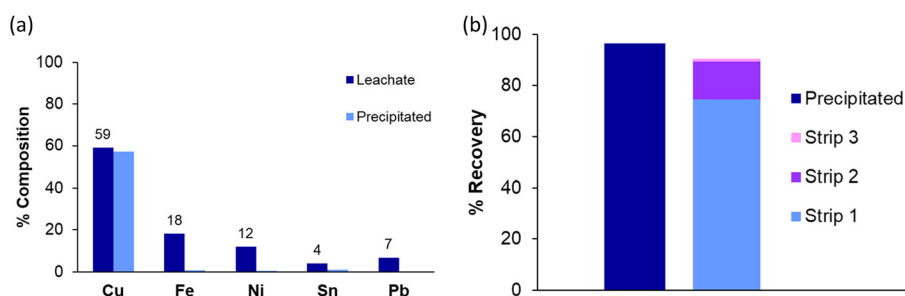 (a)
% Composition
100
80
60
40
20
0
59
18
12
4
7
Cu Fe Ni Sn Pb
Leachate
Precipitated
(b)
% Recovery
100
80
60
40
20
0
Precipitated
Strip 3
Strip 2
Strip 1